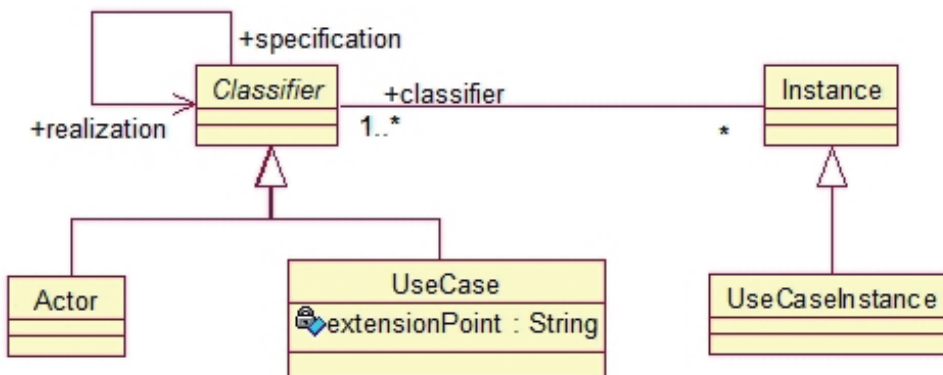 +specification
Classifier
+classifier
Instance
+realization
1..*
*
Actor
UseCase
extensionPoint : String
UseCaseInstance